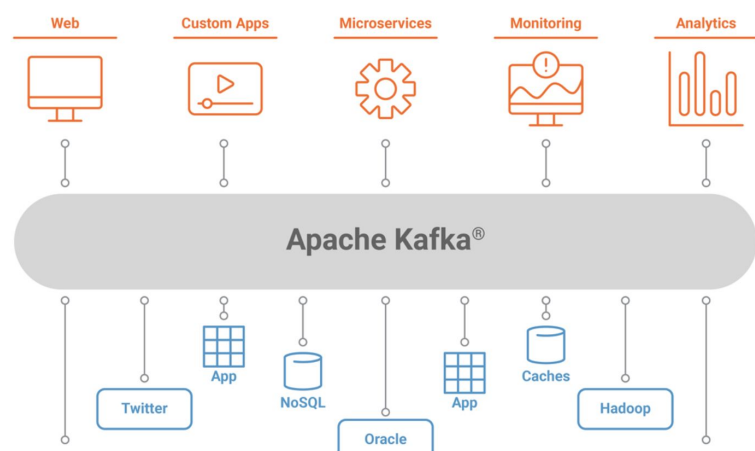 Web
Custom Apps
Microservices
Monitoring
Analytics
Apache Kafka®
App
Caches
NoSQL
App
Twitter
Hadoop
Oracle